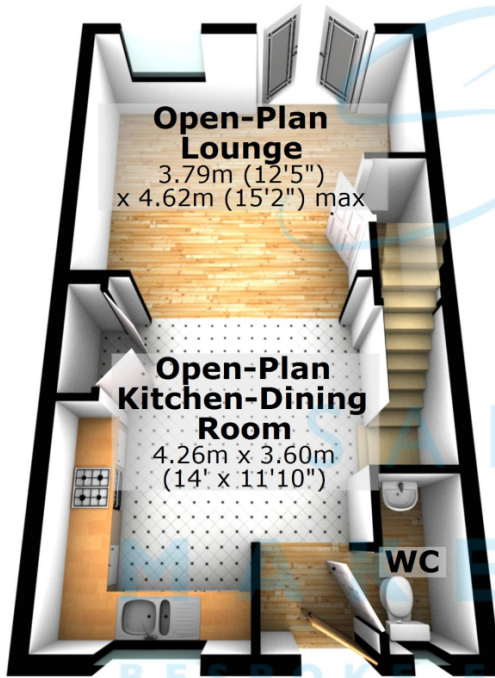 Open-Plan
Lounge
3.79m (12'5")
x 4.62m (15'2") max
Open-Plan
Kitchen-Dining
Room
4.26m x 3.60m
(14' x 11'10")
WC
BESPOKE